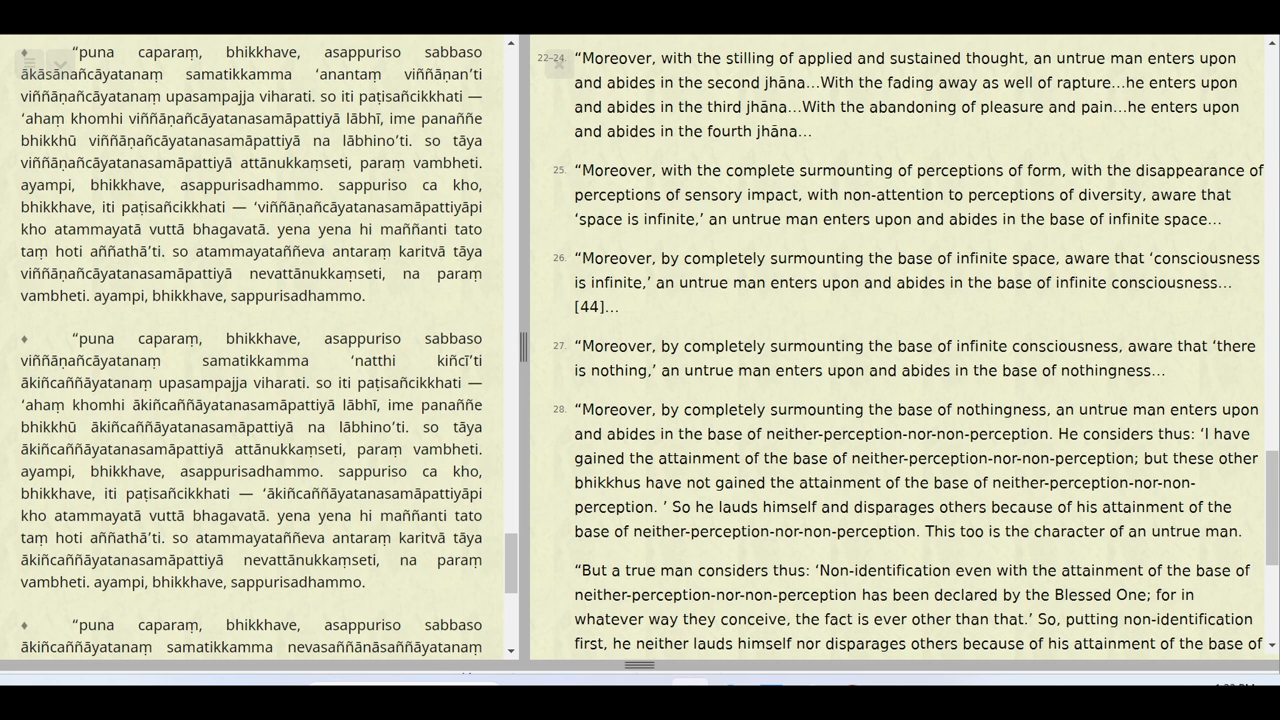 ♦ “puna caparaṃ, bhikkhave, asappuriso sabbaso
ākāsānañcāyatanaṃ samatikkamma ‘anantaṃ viññāṇan’ti
viññāṇañcāyatanaṃ upasampajja viharati. so iti paṭisañcikkhati —
‘ahaṃ khomhi viññāṇañcāyatanasamāpattiyā lābhī, ime panaññe
bhikkhū viññāṇañcāyatanasamāpattiyā na lābhino’ti. so tāya
viññāṇañcāyatanasamāpattiyā attānukkaṃseti, paraṃ vambheti.
ayampi, bhikkhave, asappurisadhammo. sappuriso ca kho,
bhikkhave, iti paṭisañcikkhati — ‘viññāṇañcāyatanasamāpattiyāpi
kho atammayatā vuttā bhagavatā. yena yena hi maññanti tato
taṃ hoti aññathā’ti. so atammayataññeva antaraṃ karitvā tāya
viññāṇañcāyatanasamāpattiyā nevattānukkaṃseti, na paraṃ
vambheti. ayampi, bhikkhave, sappurisadhammo.
♦ “puna caparaṃ, bhikkhave, asappuriso sabbaso
viññāṇañcāyatanaṃ samatikkamma ‘natthi kiñcī’ti
ākiñcaññāyatanaṃ upasampajja viharati. so iti paṭisañcikkhati —
‘ahaṃ khomhi ākiñcaññāyatanasamāpattiyā lābhī, ime panaññe
bhikkhū ākiñcaññāyatanasamāpattiyā na lābhino’ti. so tāya
ākiñcaññāyatanasamāpattiyā attānukkaṃseti, paraṃ vambheti.
ayampi, bhikkhave, asappurisadhammo. sappuriso ca kho,
bhikkhave, iti paṭisañcikkhati — ‘ākiñcaññāyatanasamāpattiyāpi
kho atammayatā vuttā bhagavatā. yena yena hi maññanti tato
taṃ hoti aññathā’ti. so atammayataññeva antaraṃ karitvā tāya
ākiñcaññāyatanasamāpattiyā nevattānukkaṃseti, na paraṃ
vambheti. ayampi, bhikkhave, sappurisadhammo.
♦ “puna caparaṃ, bhikkhave, asappuriso sabbaso
ākiñcaññāyatanaṃ samatikkamma nevasaññānāsaññāyatanaṃ
22–24. “Moreover, with the stilling of applied and sustained thought, an untrue man enters upon
and abides in the second jhāna…With the fading away as well of rapture…he enters upon
and abides in the third jhāna…With the abandoning of pleasure and pain…he enters upon
and abides in the fourth jhāna…
25. “Moreover, with the complete surmounting of perceptions of form, with the disappearance of
perceptions of sensory impact, with non-attention to perceptions of diversity, aware that
‘space is infinite,’ an untrue man enters upon and abides in the base of infinite space…
26. “Moreover, by completely surmounting the base of infinite space, aware that ‘consciousness
is infinite,’ an untrue man enters upon and abides in the base of infinite consciousness…
[44]…
27. “Moreover, by completely surmounting the base of infinite consciousness, aware that ‘there
is nothing,’ an untrue man enters upon and abides in the base of nothingness…
28. “Moreover, by completely surmounting the base of nothingness, an untrue man enters upon
and abides in the base of neither-perception-nor-non-perception. He considers thus: ‘I have
gained the attainment of the base of neither-perception-nor-non-perception; but these other
bhikkhus have not gained the attainment of the base of neither-perception-nor-non-
perception. ’ So he lauds himself and disparages others because of his attainment of the
base of neither-perception-nor-non-perception. This too is the character of an untrue man.
“But a true man considers thus: ‘Non-identification even with the attainment of the base of
neither-perception-nor-non-perception has been declared by the Blessed One; for in
whatever way they conceive, the fact is ever other than that.’ So, putting non-identification
first, he neither lauds himself nor disparages others because of his attainment of the base of